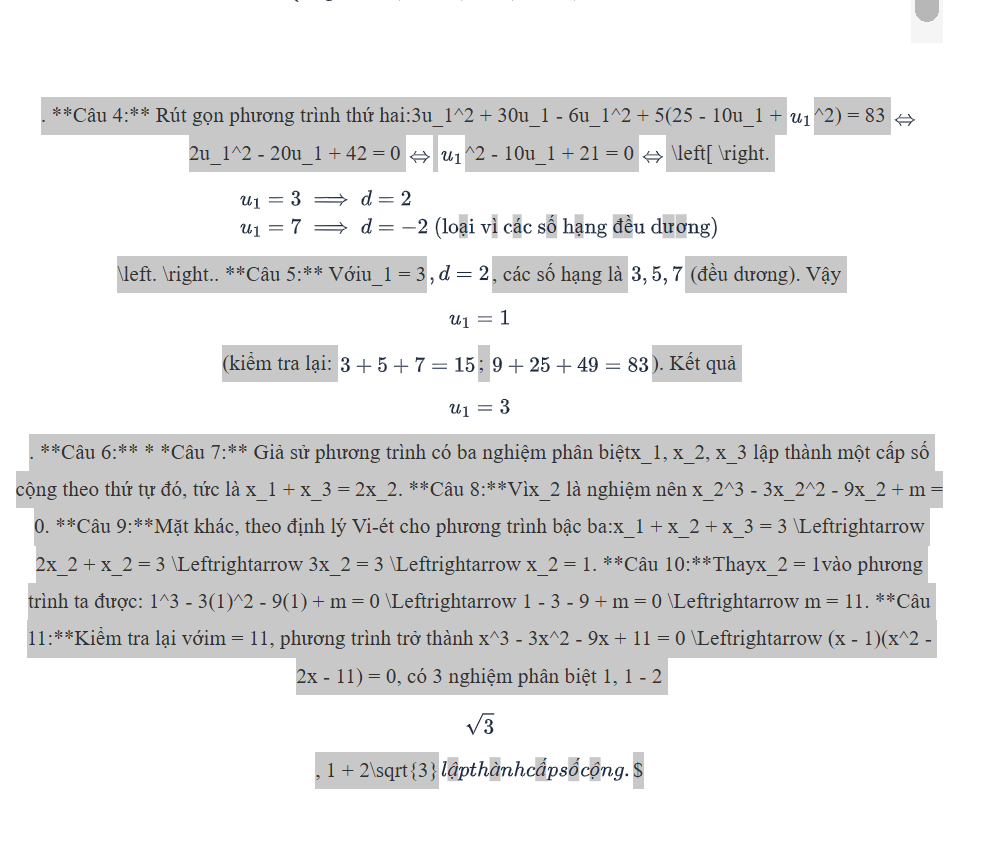 . **Câu 4:** Rút gọn phương trình thứ hai:3u_1^2 + 30u_1 - 6u_1^2 + 5(25 - 10u_1 + u₁^2) = 83 ⇔
2u_1^2 - 20u_1 + 42 = 0 ⇔ u₁^2 - 10u_1 + 21 = 0 ⇔ \left[ \right.
u₁ = 3 ⟹ d = 2
u₁ = 7 ⟹ d = −2 (loại vì các số hạng đều dương)
\left. \right.. **Câu 5:** Vớiu_1 = 3, d = 2, các số hạng là 3, 5, 7 (đều dương). Vậy
u₁ = 1
(kiểm tra lại: 3 + 5 + 7 = 15; 9 + 25 + 49 = 83). Kết quả
u₁ = 3
. **Câu 6:** * *Câu 7:** Giả sử phương trình có ba nghiệm phân biệtx_1, x_2, x_3 lập thành một cấp số
cộng theo thứ tự đó, tức là x_1 + x_3 = 2x_2. **Câu 8:**Vìx_2 là nghiệm nên x_2^3 - 3x_2^2 - 9x_2 + m =
0. **Câu 9:**Mặt khác, theo định lý Vi-ét cho phương trình bậc ba:x_1 + x_2 + x_3 = 3 \Leftrightarrow
2x_2 + x_2 = 3 \Leftrightarrow 3x_2 = 3 \Leftrightarrow x_2 = 1. **Câu 10:**Thayx_2 = 1vào phương
trình ta được: 1^3 - 3(1)^2 - 9(1) + m = 0 \Leftrightarrow 1 - 3 - 9 + m = 0 \Leftrightarrow m = 11. **Câu
11:**Kiểm tra lại vớim = 11, phương trình trở thành x^3 - 3x^2 - 9x + 11 = 0 \Leftrightarrow (x - 1)(x^2 -
2x - 11) = 0, có 3 nghiệm phân biệt 1, 1 - 2
√3
, 1 + 2\sqrt{3}lậpthànhcấpsốcộng.$